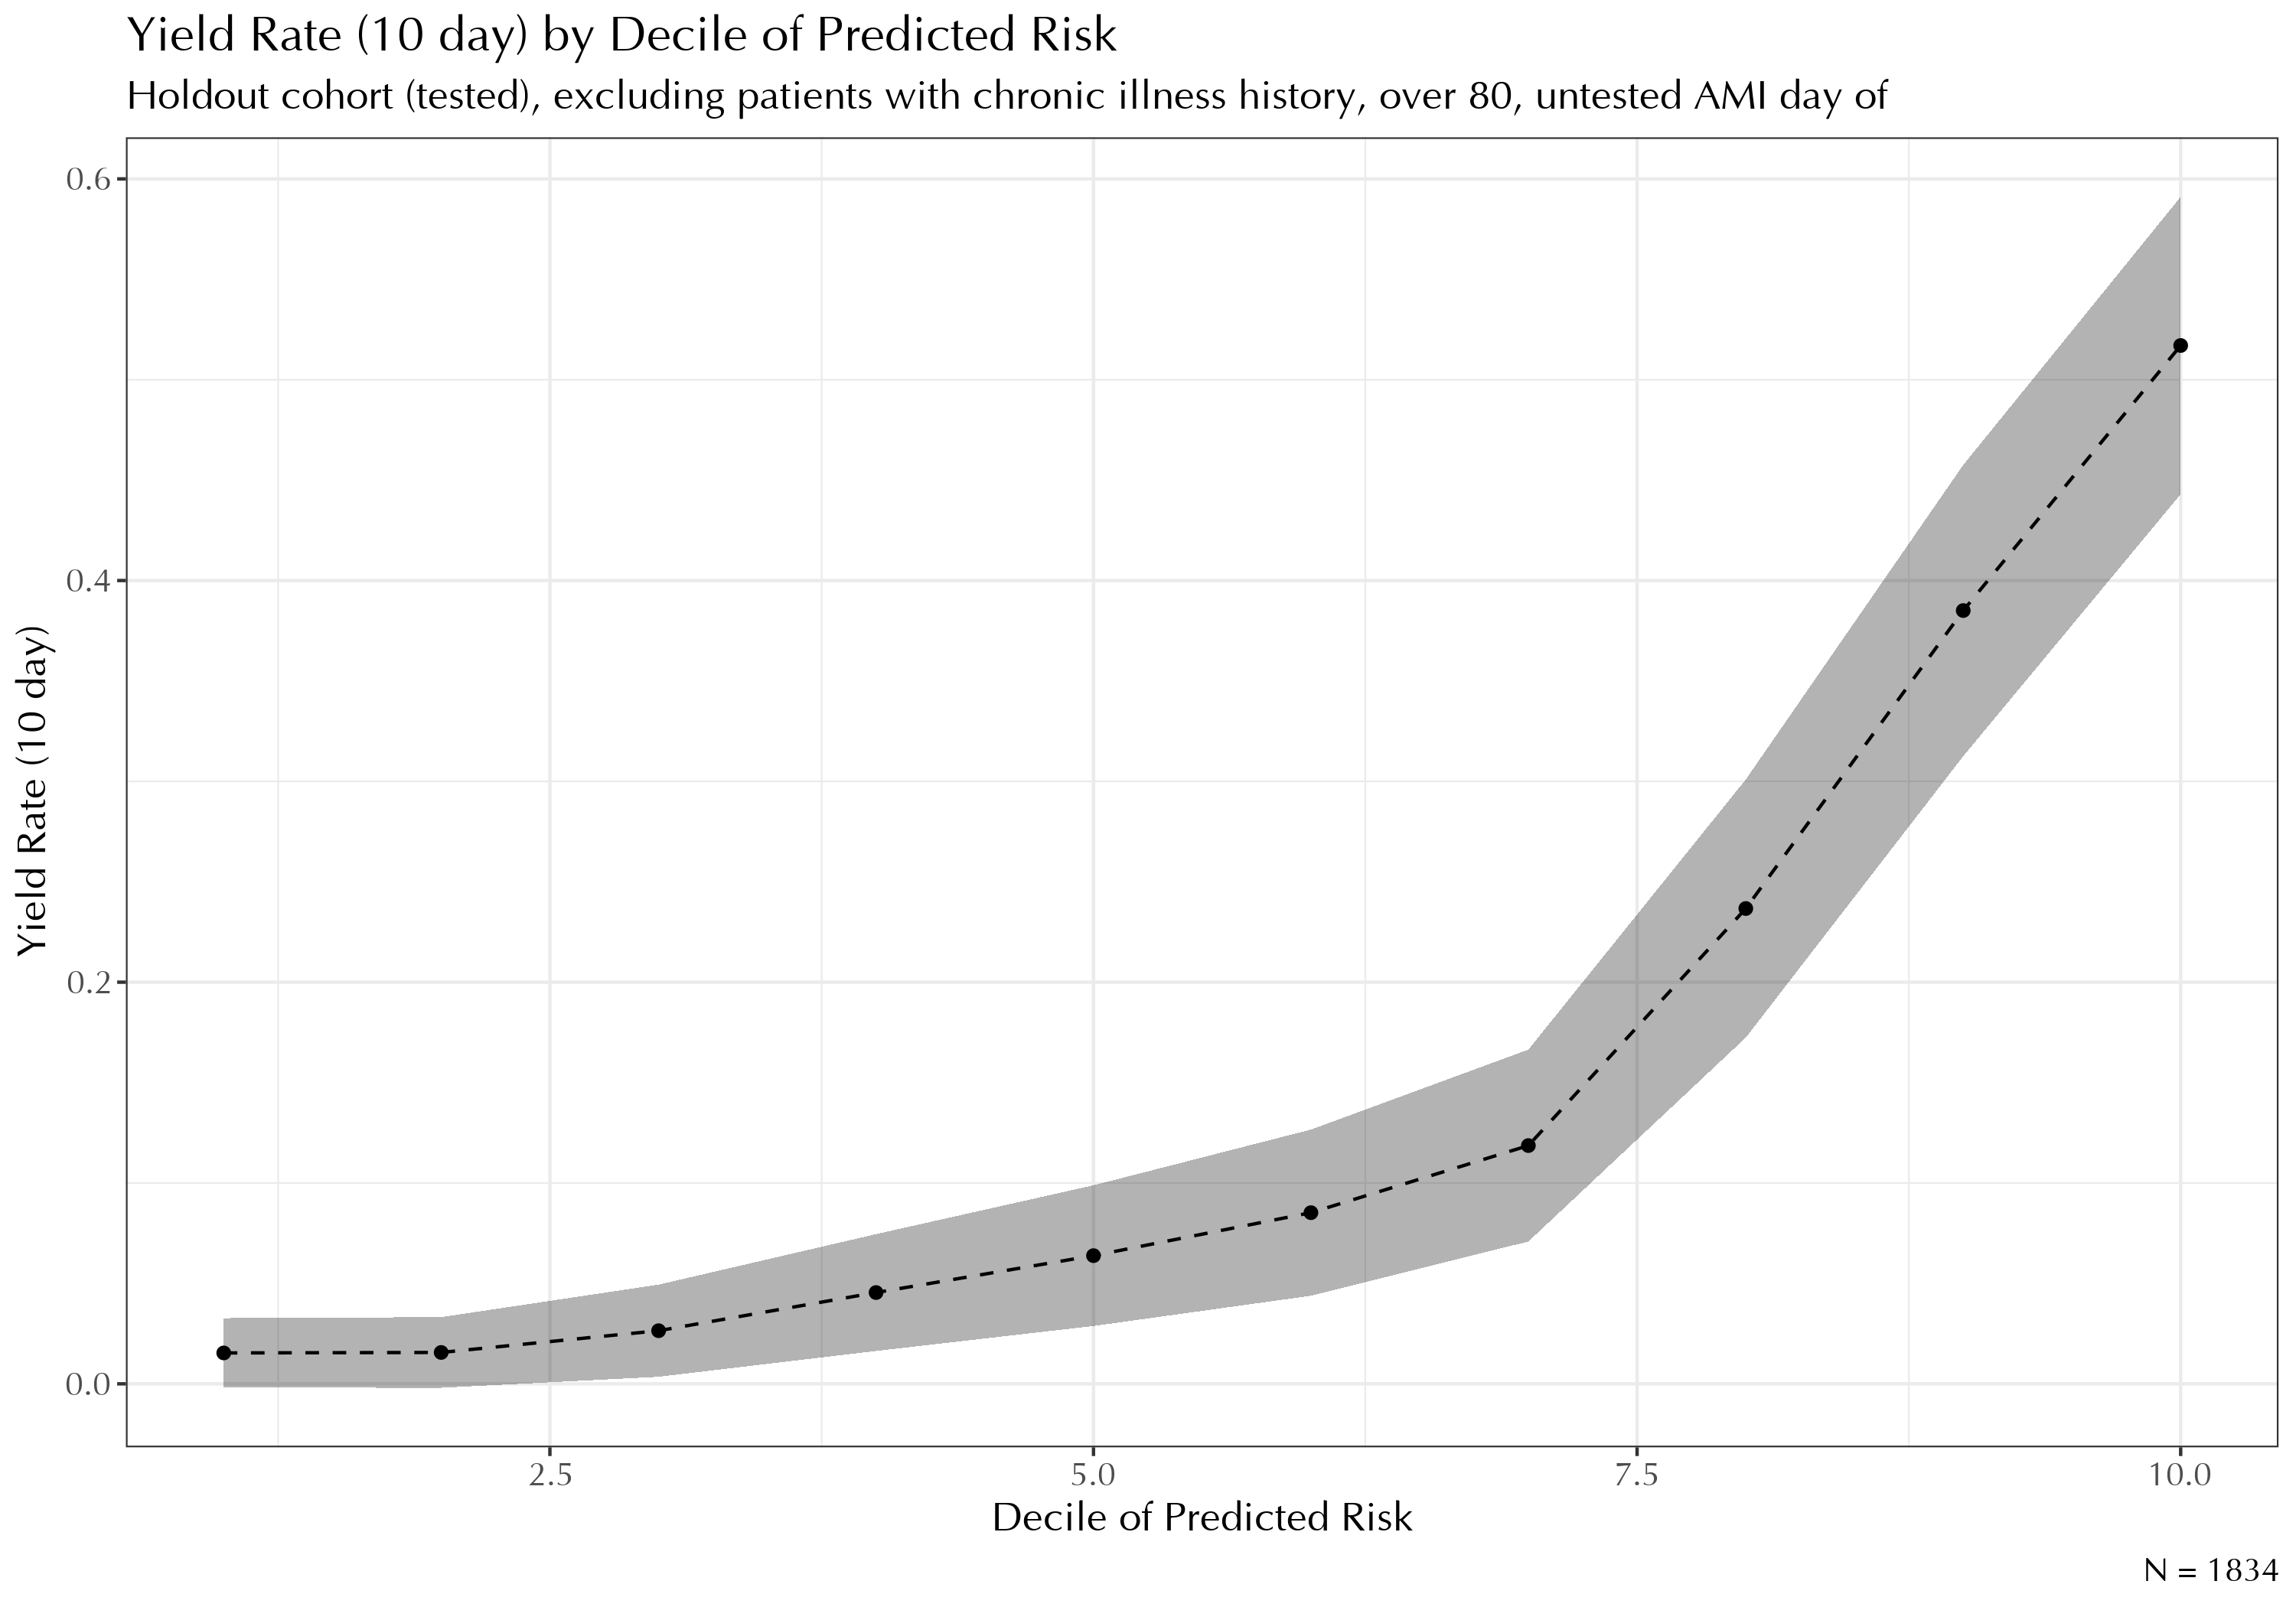 Yield Rate (10 day) by Decile of Predicted Risk
Holdout cohort (tested), excluding patients with chronic illness history, over 80, untested AMI day of
Yield Rate (10 day)
0.6
0.4
0.2
0.0
2.5 5.0 7.5 10.0
Decile of Predicted Risk
N = 1834